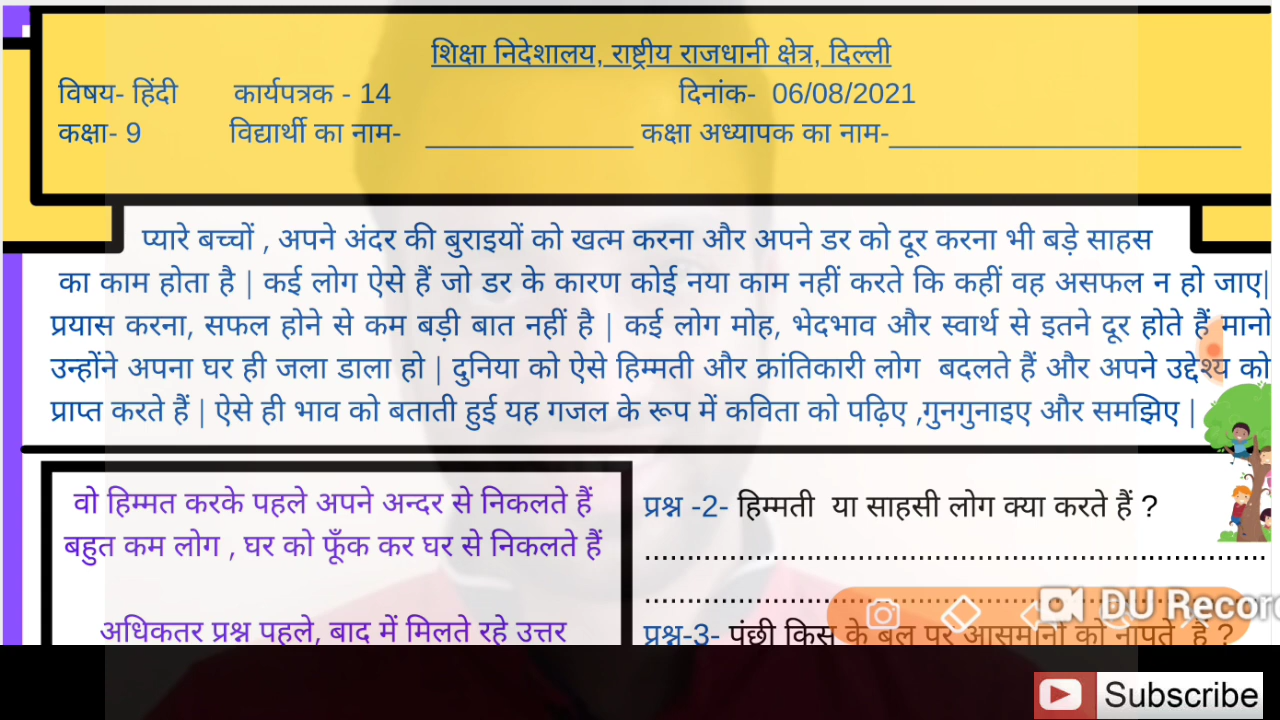 शिक्षा निदेशालय, राष्ट्रीय राजधानी क्षेत्र, दिल्ली
विषय- हिंदी कार्यपत्रक - 14 दिनांक- 06/08/2021
कक्षा- 9 विद्यार्थी का नाम- _____________ कक्षा अध्यापक का नाम-______________________
प्यारे बच्चों , अपने अंदर की बुराइयों को खत्म करना और अपने डर को दूर करना भी बड़े साहस
का काम होता है | कई लोग ऐसे हैं जो डर के कारण कोई नया काम नहीं करते कि कहीं वह असफल न हो जाए|
प्रयास करना, सफल होने से कम बड़ी बात नहीं है | कई लोग मोह, भेदभाव और स्वार्थ से इतने दूर होते हैं मानो
उन्होंने अपना घर ही जला डाला हो | दुनिया को ऐसे हिम्मती और क्रांतिकारी लोग बदलते हैं और अपने उद्देश्य को
प्राप्त करते हैं | ऐसे ही भाव को बताती हुई यह गजल के रूप में कविता को पढ़िए ,गुनगुनाइए और समझिए |
वो हिम्मत करके पहले अपने अन्दर से निकलते हैं
बहुत कम लोग , घर को फूँक कर घर से निकलते हैं
अधिकतर प्रश्न पहले, बाद में मिलते रहे उत्तर
प्रश्न -2- हिम्मती या साहसी लोग क्या करते हैं ?
प्रश्न-3- पंछी किस के बल पर आसमानों को नापते है ?
DU Recor
Subscribe